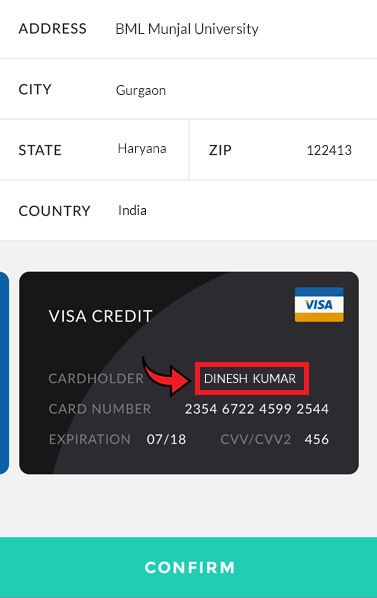 ADDRESS BML Munjal University
CITY Gurgaon
STATE Haryana ZIP 122413
COUNTRY India
VISA
VISA CREDIT
CARDHOLDER DINESH KUMAR
CARD NUMBER 2354 6722 4599 2544
EXPIRATION 07/18 CVV/CVV2 456
CONFIRM